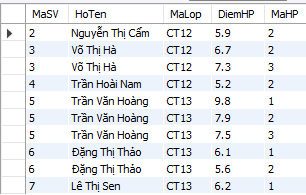 MaSV HoTen MaLop DiemHP MaHP
2 Nguyễn Thị Cẩm CT12 5.9 2
3 Võ Thị Hà CT12 6.7 2
3 Võ Thị Hà CT12 7.3 3
4 Trần Hoài Nam CT12 5.2 2
5 Trần Văn Hoàng CT13 9.8 1
5 Trần Văn Hoàng CT13 7.9 2
5 Trần Văn Hoàng CT13 7.5 3
6 Đặng Thị Thảo CT13 6.1 1
6 Đặng Thị Thảo CT13 5.6 2
7 Lê Thị Sen CT13 6.2 1